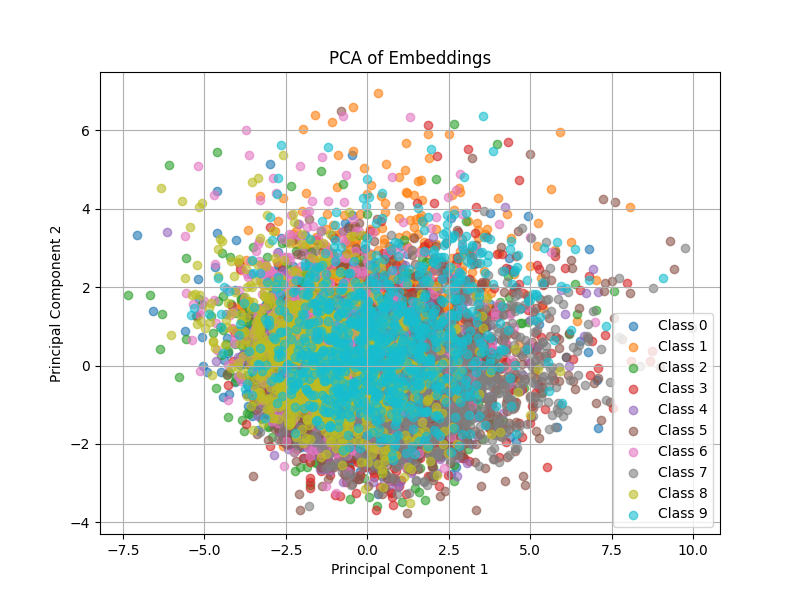 PCA of Embeddings
Principal Component 2
6
4
2
0
−2
−4
−7.5 −5.0 −2.5 0.0 2.5 5.0 7.5 10.0
Principal Component 1
Class 0
Class 1
Class 2
Class 3
Class 4
Class 5
Class 6
Class 7
Class 8
Class 9